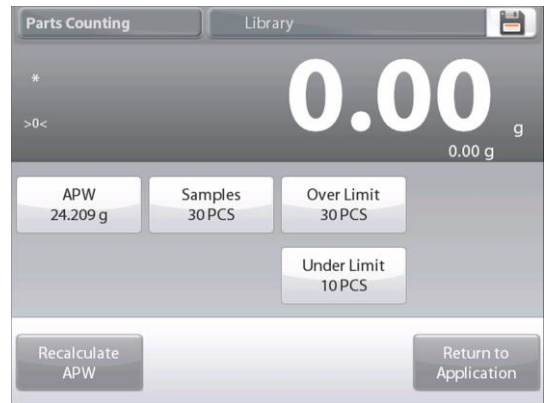 Parts Counting
Library
*
0.00 g
>0<
0.00 g
APW
24.209 g
Samples
30 PCS
Over Limit
30 PCS
Under Limit
10 PCS
Recalculate
APW
Return to
Application